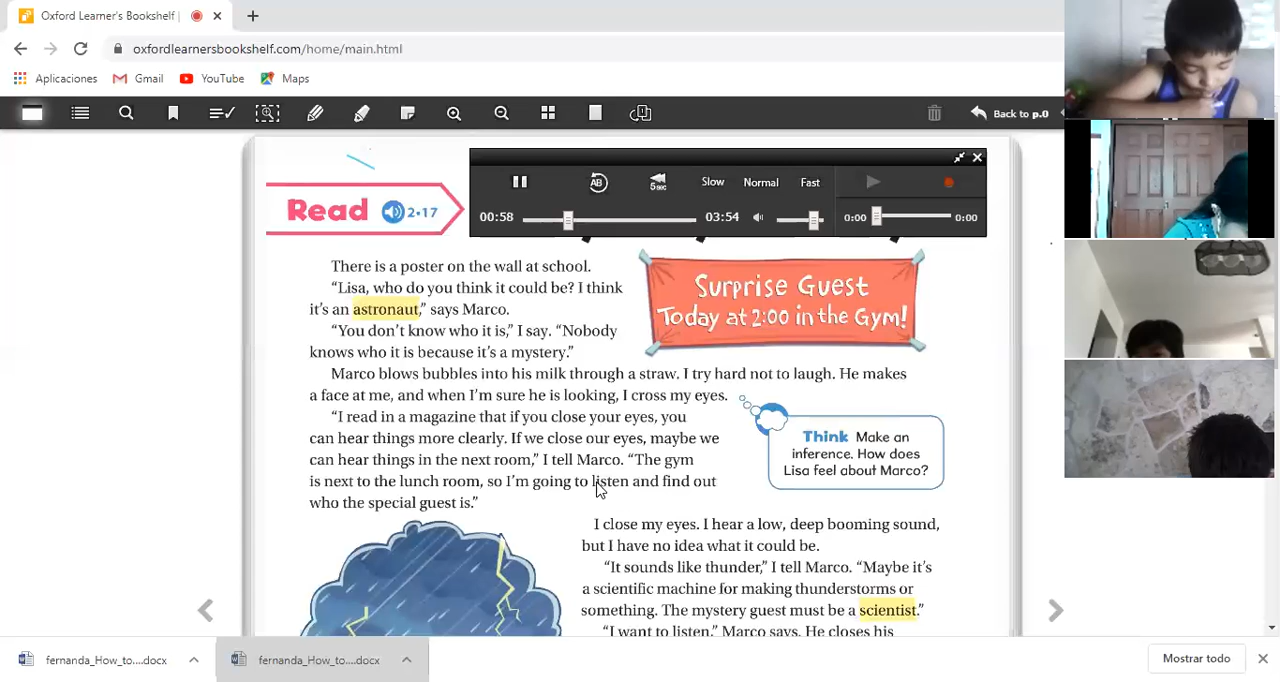 Oxford Learner's Bookshelf |
oxfordlearnersbookshelf.com/home/main.html
Aplicaciones Gmail YouTube Maps
Back to p.0
Read 2•17
AB 5sec Slow Normal Fast
00:58 03:54 0:00 0:00
There is a poster on the wall at school.
“Lisa, who do you think it could be? I think
it’s an astronaut,” says Marco.
“You don’t know who it is,” I say. “Nobody
knows who it is because it’s a mystery.”
Surprise Guest
Today at 2:00 in the Gym!
Marco blows bubbles into his milk through a straw. I try hard not to laugh. He makes
a face at me, and when I’m sure he is looking, I cross my eyes.
“I read in a magazine that if you close your eyes, you
can hear things more clearly. If we close our eyes, maybe we
can hear things in the next room,” I tell Marco. “The gym
is next to the lunch room, so I’m going to listen and find out
who the special guest is.”
Think Make an
inference. How does
Lisa feel about Marco?
I close my eyes. I hear a low, deep booming sound,
but I have no idea what it could be.
“It sounds like thunder,” I tell Marco. “Maybe it’s
a scientific machine for making thunderstorms or
something. The mystery guest must be a scientist.”
“I want to listen,” Marco says. He closes his
fernanda_How_to....docx fernanda_How_to....docx Mostrar todo